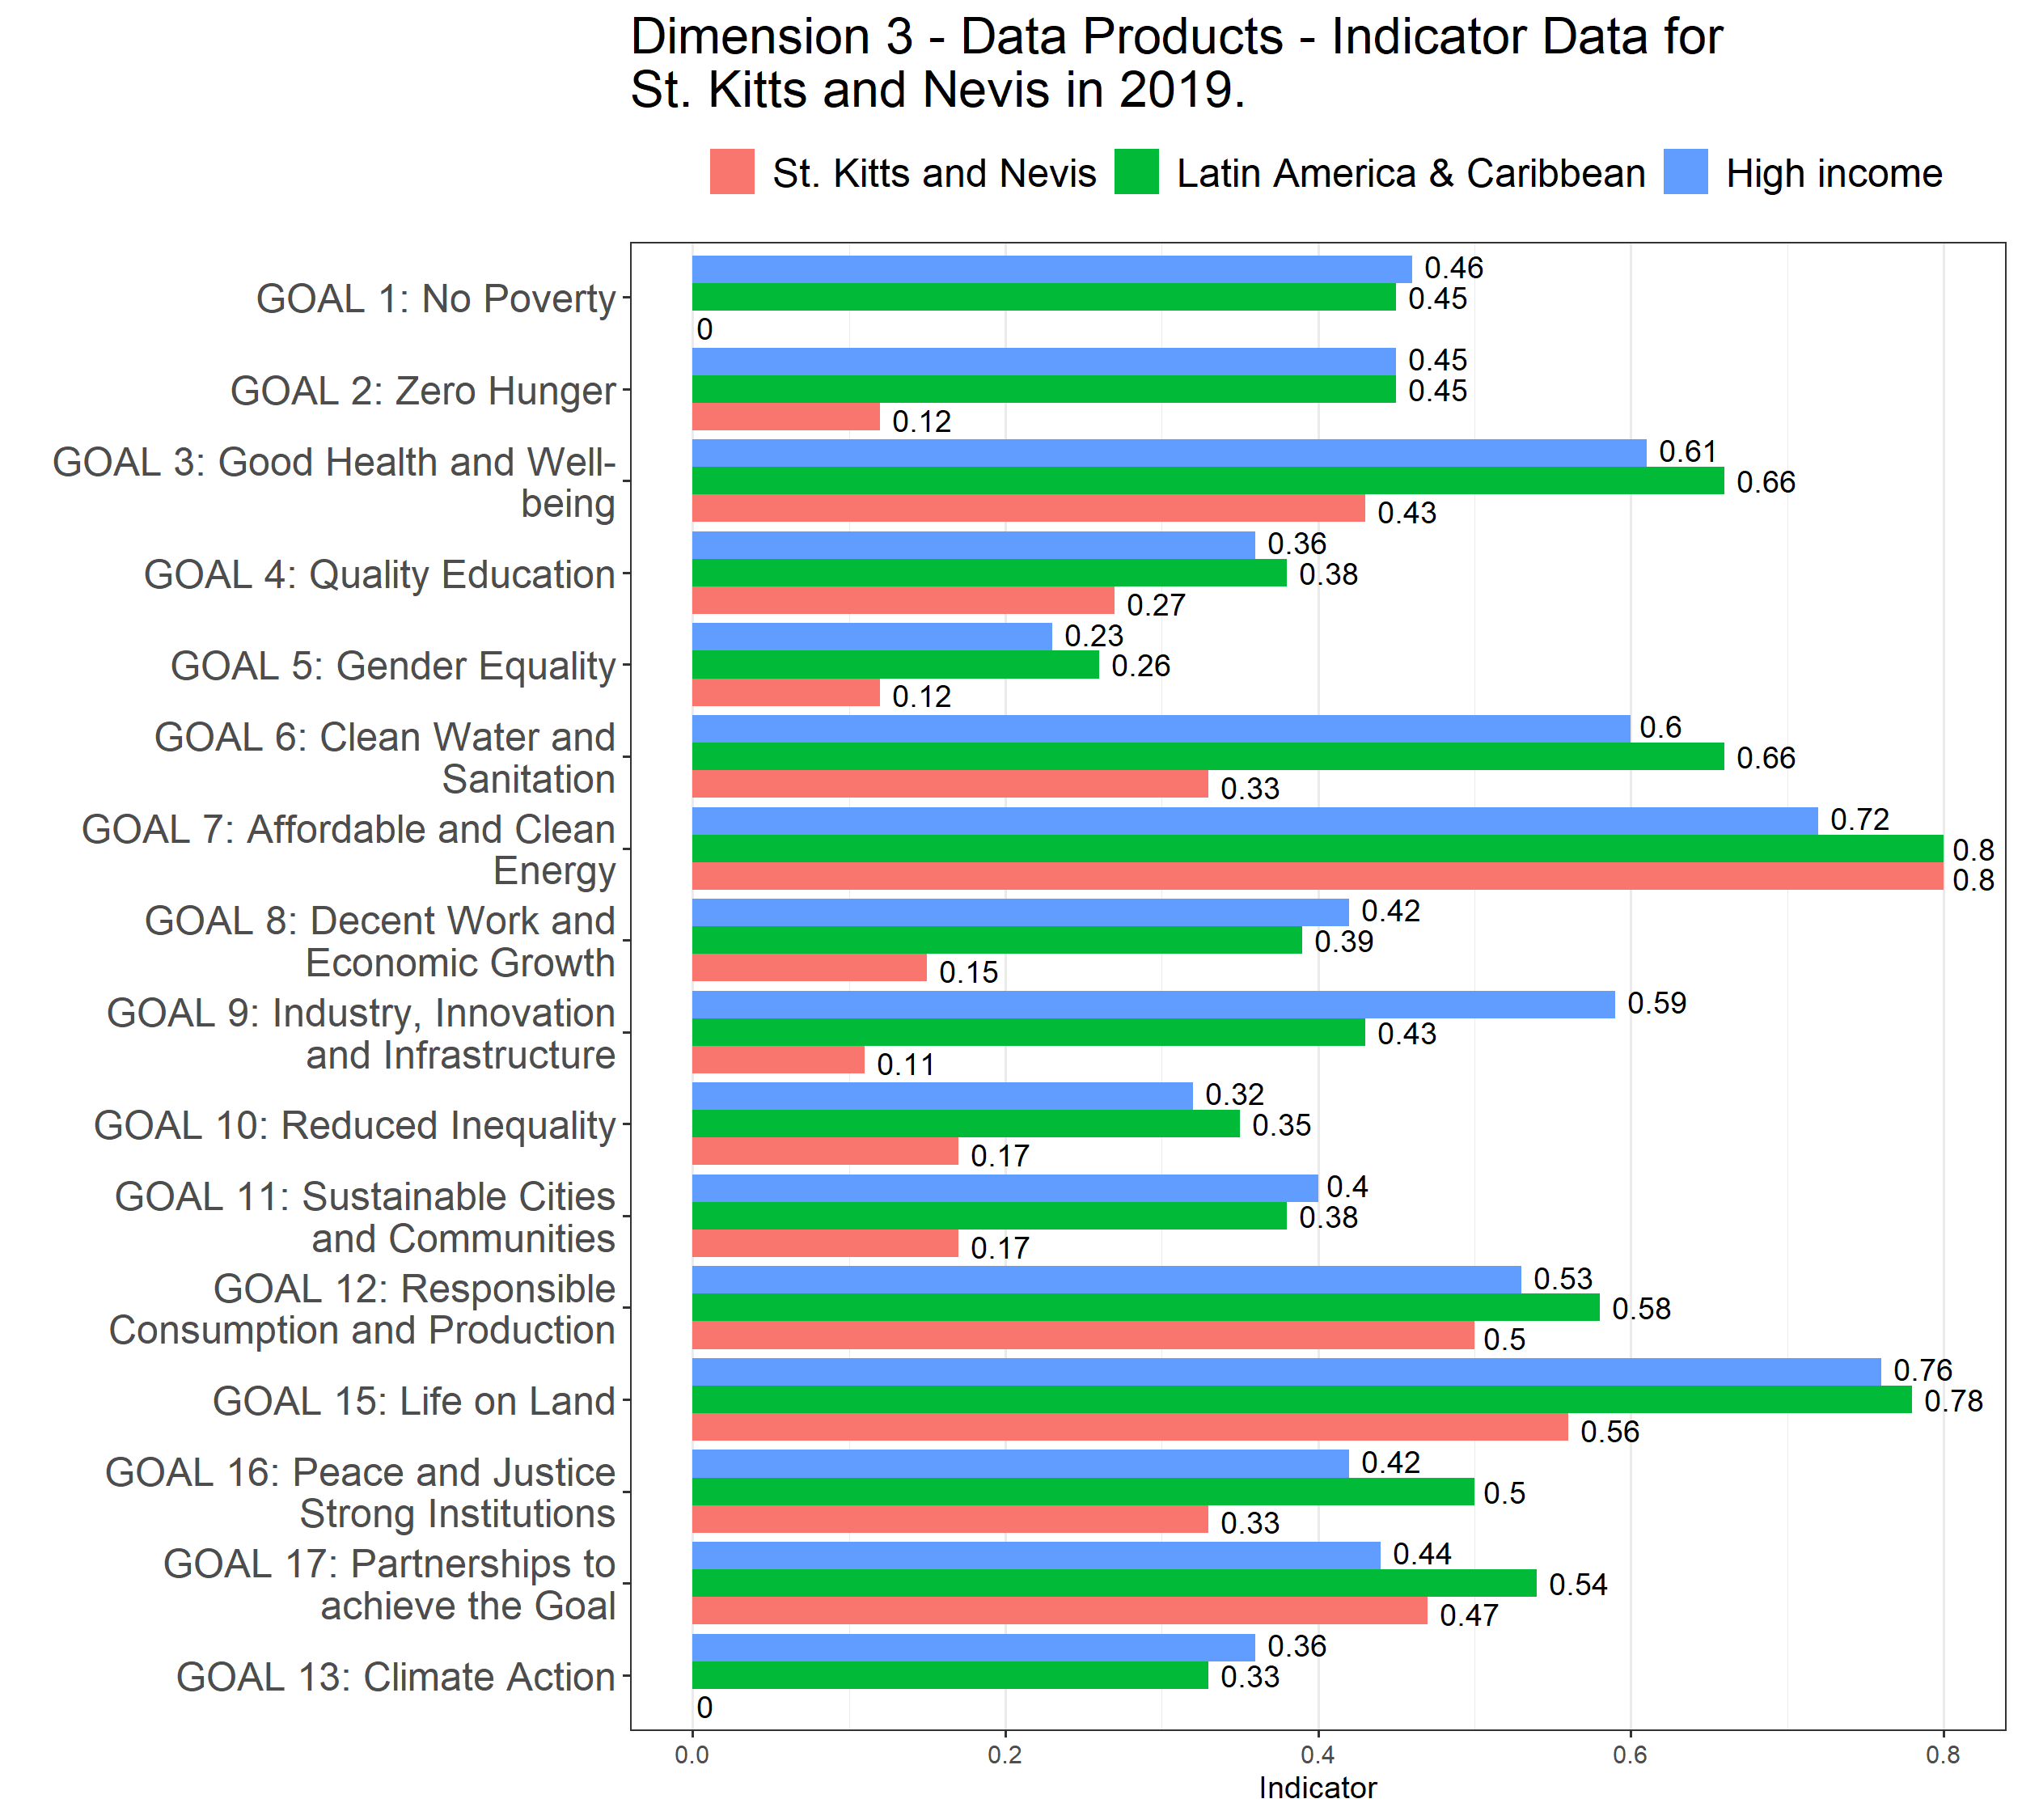 Dimension 3 - Data Products - Indicator Data for
St. Kitts and Nevis in 2019.
St. Kitts and Nevis
Latin America & Caribbean
High income
GOAL 1: No Poverty
0.46
0.45
0
GOAL 2: Zero Hunger
0.45
0.45
0.12
GOAL 3: Good Health and Well-
being
0.61
0.66
0.43
GOAL 4: Quality Education
0.36
0.38
0.27
GOAL 5: Gender Equality
0.23
0.26
0.12
GOAL 6: Clean Water and
Sanitation
0.6
0.66
0.33
GOAL 7: Affordable and Clean
Energy
0.72
0.8
0.8
GOAL 8: Decent Work and
Economic Growth
0.42
0.39
0.15
GOAL 9: Industry, Innovation
and Infrastructure
0.59
0.43
0.11
GOAL 10: Reduced Inequality
0.32
0.35
0.17
GOAL 11: Sustainable Cities
and Communities
0.4
0.38
0.17
GOAL 12: Responsible
Consumption and Production
0.53
0.58
0.5
GOAL 15: Life on Land
0.76
0.78
0.56
GOAL 16: Peace and Justice
Strong Institutions
0.42
0.5
0.33
GOAL 17: Partnerships to
achieve the Goal
0.44
0.54
0.47
GOAL 13: Climate Action
0.36
0.33
0
0.0 0.2 0.4 0.6 0.8
Indicator